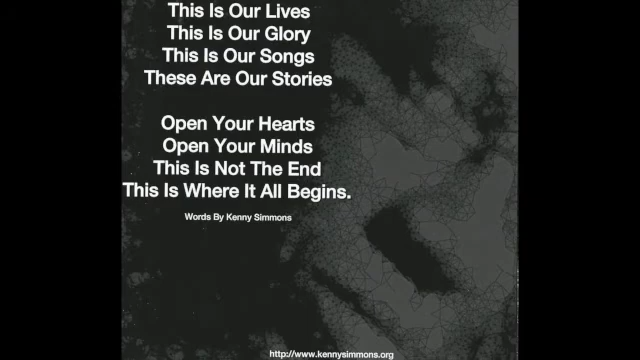 This Is Our Lives
This Is Our Glory
This Is Our Songs
These Are Our Stories
Open Your Hearts
Open Your Minds
This Is Not The End
This Is Where It All Begins.
Words By Kenny Simmons
http://www.kennysimmons.org